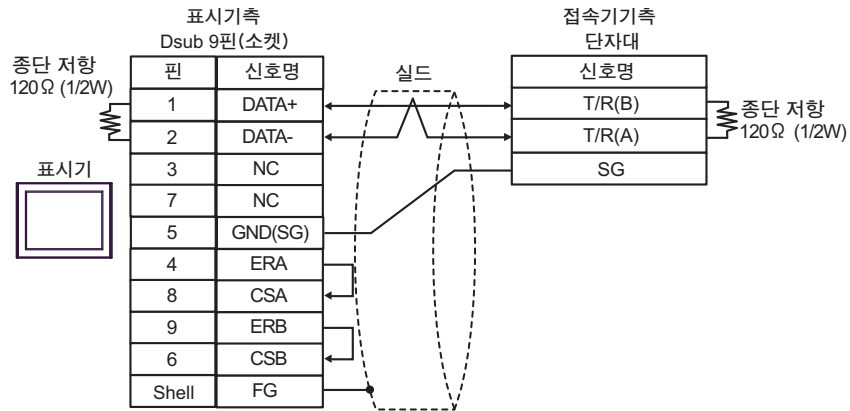 표시기측
Dsub 9핀(소켓)
접속기기측
단자대
종단 저항
120Ω (1/2W)
핀 신호명
실드
신호명
1 DATA+
T/R(B)
2 DATA-
T/R(A)
종단 저항
120Ω (1/2W)
표시기
3 NC
SG
7 NC
5 GND(SG)
4 ERA
8 CSA
9 ERB
6 CSB
Shell FG